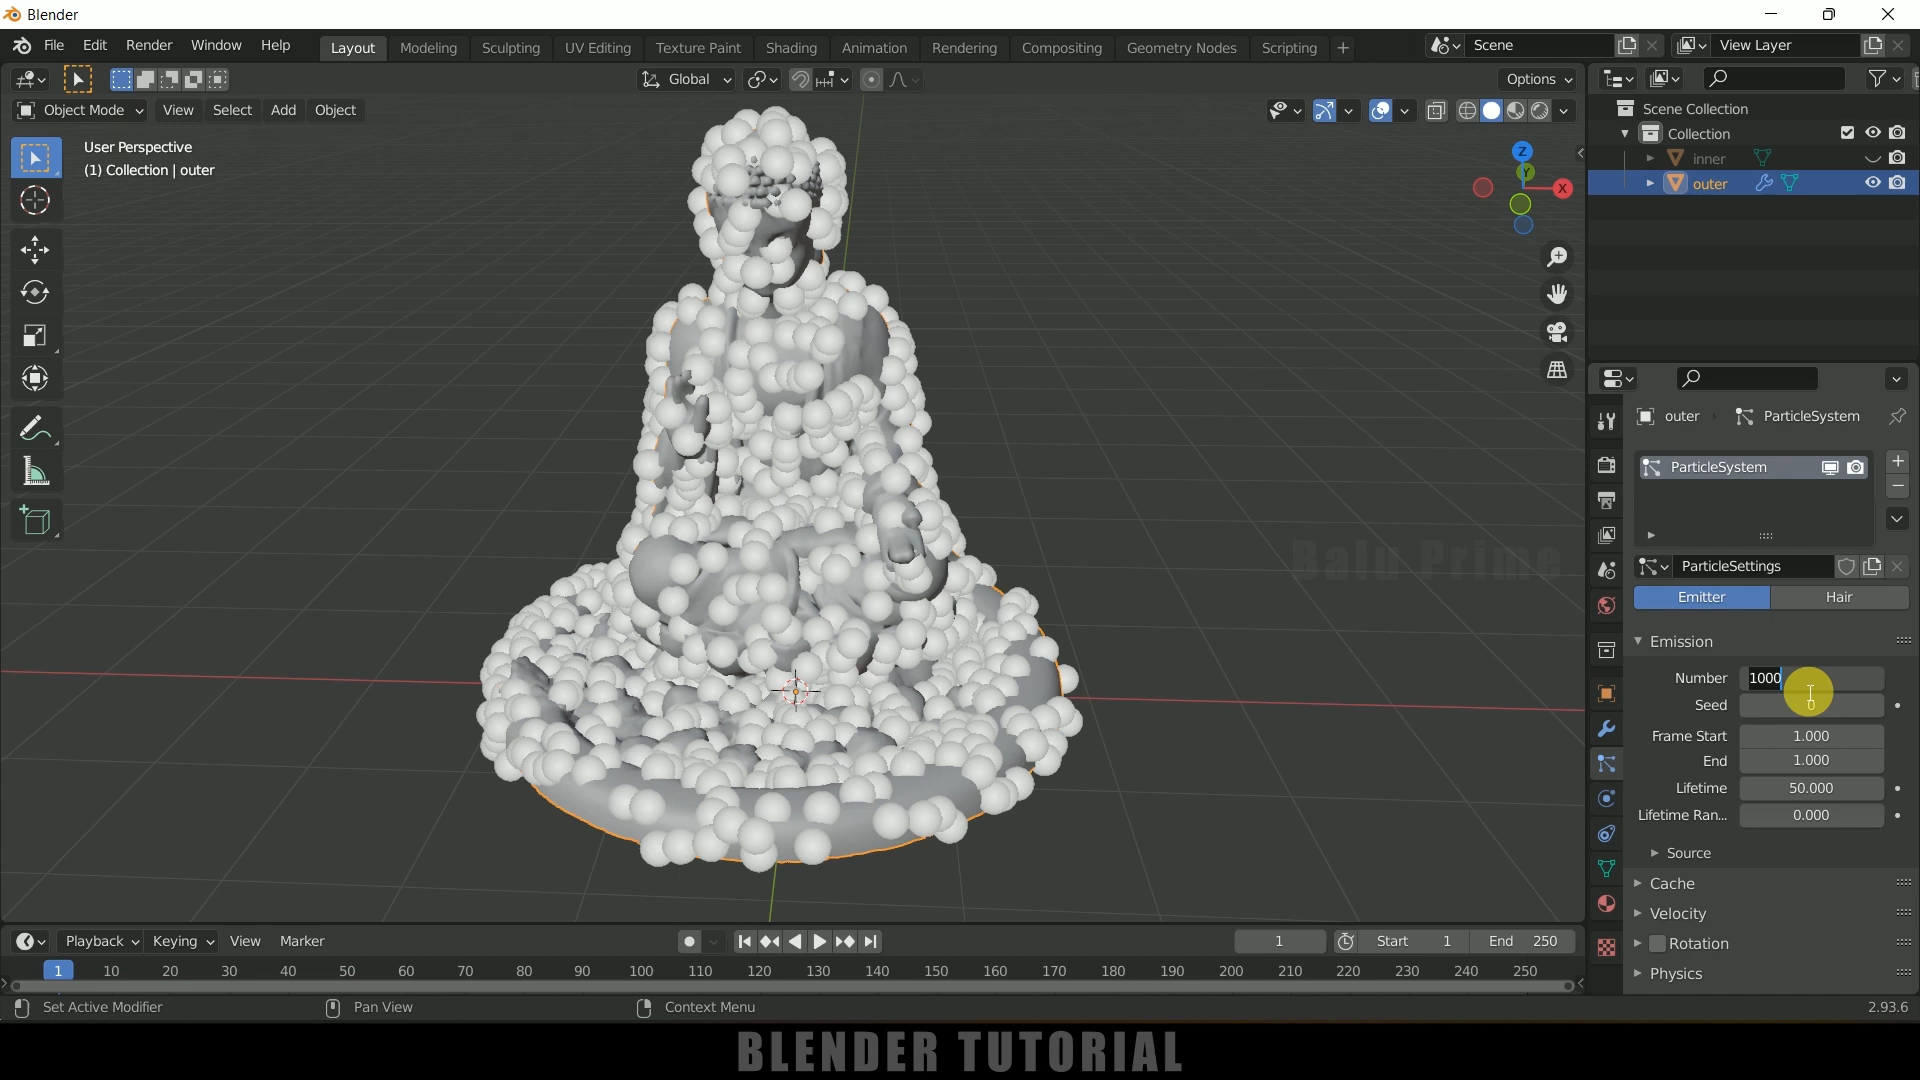 Blender
File Edit Render Window Help Layout Modeling Sculpting UV Editing Texture Paint Shading Animation Rendering Compositing Geometry Nodes Scripting + Scene View Layer
Global Options
Object Mode View Select Add Object
User Perspective
(1) Collection | outer
Z
Y
X
Scene Collection
Collection
inner
outer
outer ParticleSystem
ParticleSystem
ParticleSettings
Emitter Hair
Emission
Number 1000
Seed 0
Frame Start 1.000
End 1.000
Lifetime 50.000
Lifetime Ran... 0.000
Source
Cache
Velocity
Rotation
Physics
Balu Prime
Playback Keying View Marker 1 Start 1 End 250
1 10 20 30 40 50 60 70 80 90 100 110 120 130 140 150 160 170 180 190 200 210 220 230 240 250
Set Active Modifier Pan View Context Menu 2.93.6
BLENDER TUTORIAL